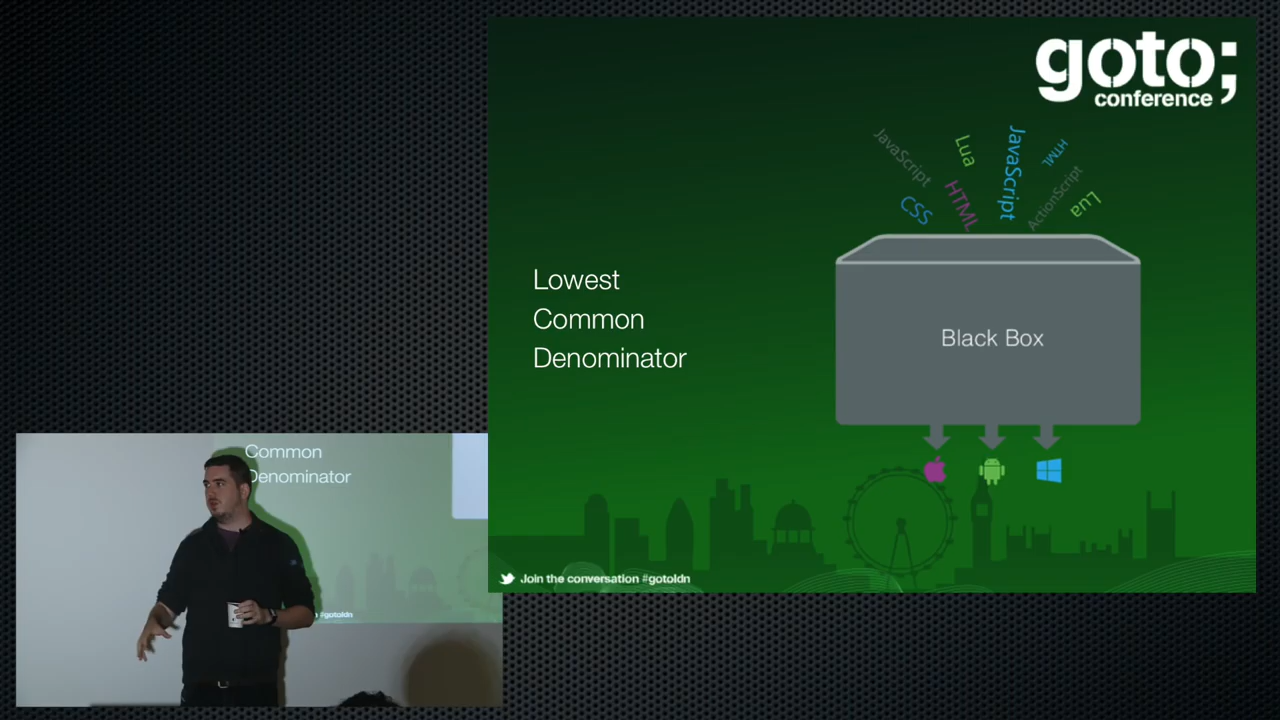 goto;
conference
JavaScript
Lua
JavaScript
HTML
CSS
HTML
ActionScript
Lua
Lowest
Common
Denominator
Black Box
Join the conversation #gotoldn
Common
Denominator
#gotoldn